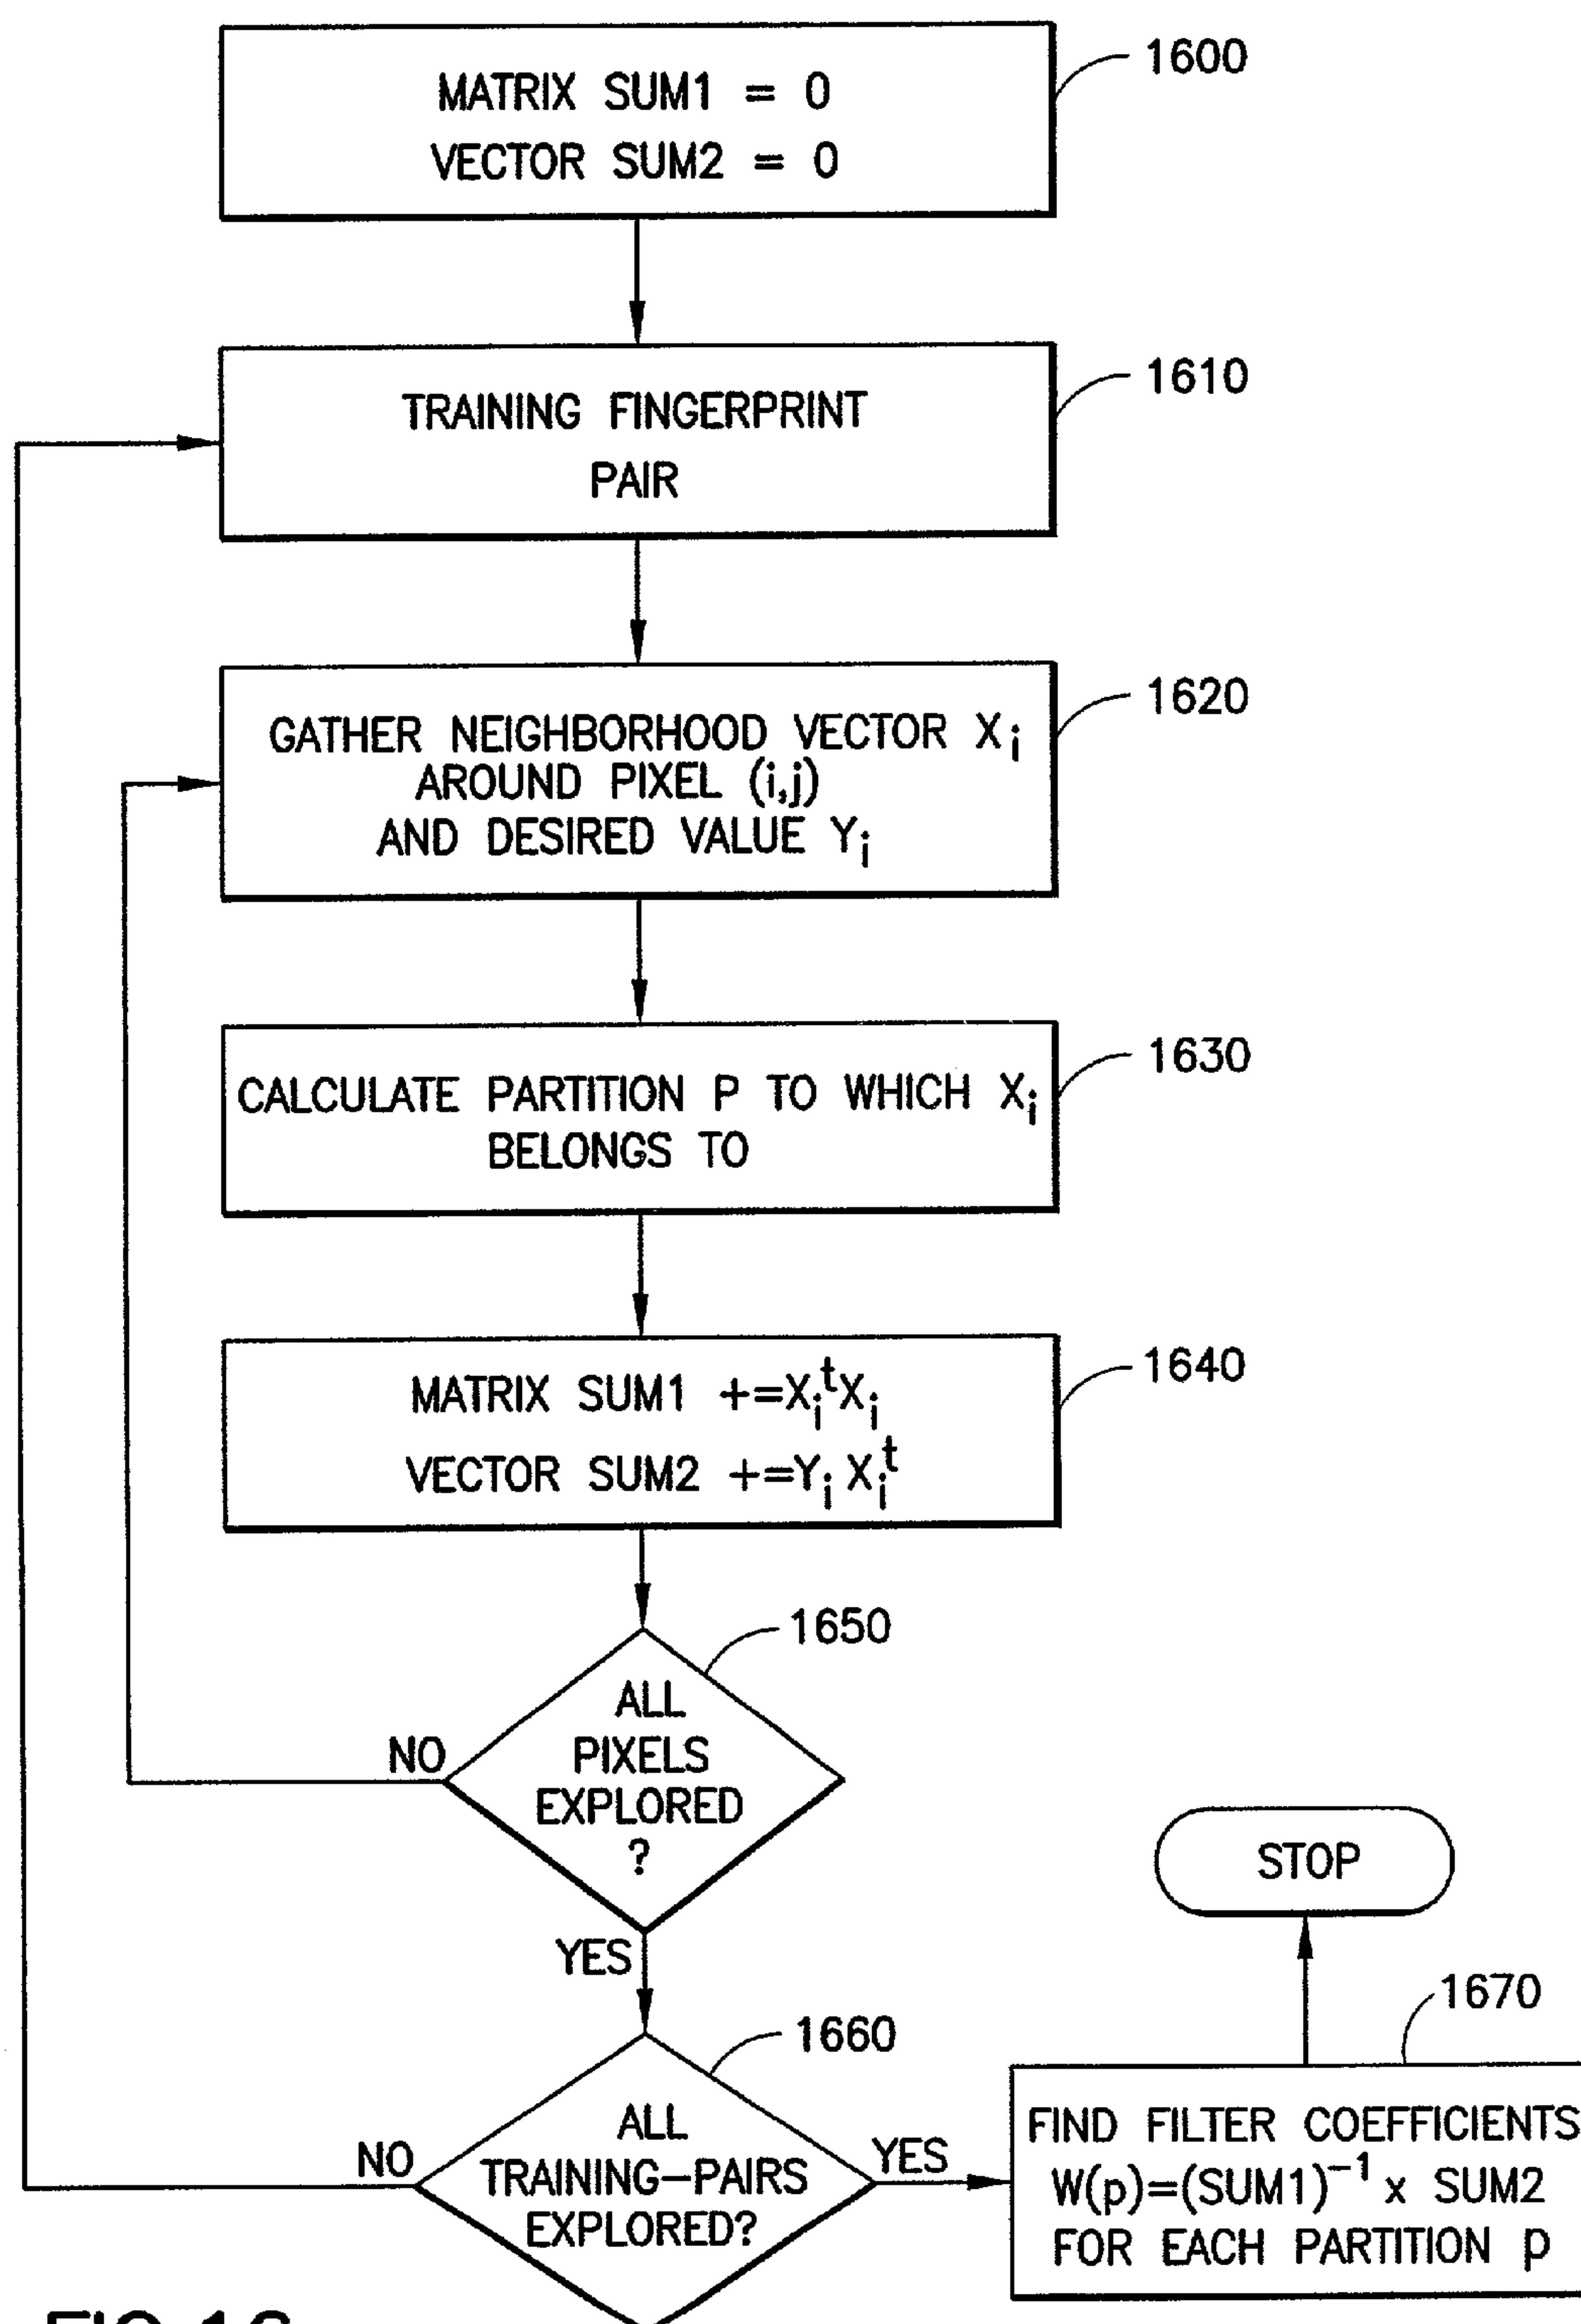 MATRIX SUM1 = 0
VECTOR SUM2 = 0
1600
TRAINING FINGERPRINT
PAIR
1610
GATHER NEIGHBORHOOD VECTOR Xi
AROUND PIXEL (i,j)
AND DESIRED VALUE Yi
1620
CALCULATE PARTITION P TO WHICH Xi
BELONGS TO
1630
MATRIX SUM1 +=Xi^tXi
VECTOR SUM2 +=Yi Xi^t
1640
ALL
PIXELS
EXPLORED
?
1650
NO
YES
ALL
TRAINING-PAIRS
EXPLORED?
1660
NO
YES
FIND FILTER COEFFICIENTS
W(p)=(SUM1)^-1 x SUM2
FOR EACH PARTITION p
1670
STOP